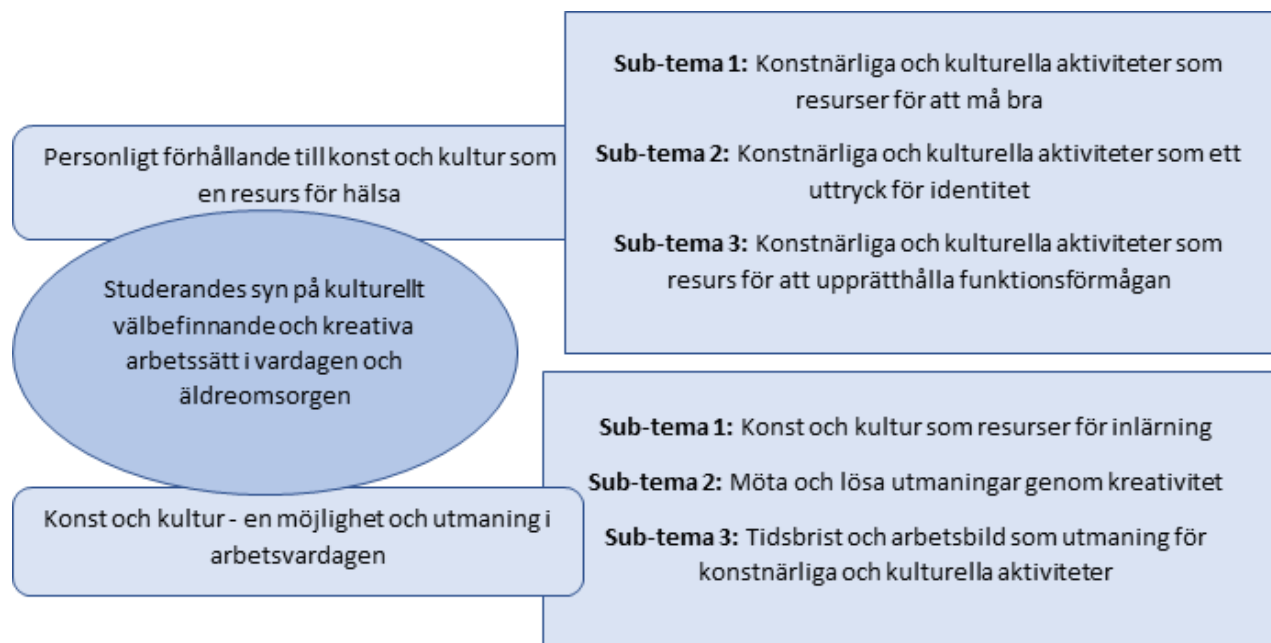 Personligt förhållande till konst och kultur som
en resurs för hälsa
Sub-tema 1: Konstnärliga och kulturella aktiviteter som
resurser för att må bra
Sub-tema 2: Konstnärliga och kulturella aktiviteter som ett
uttryck för identitet
Sub-tema 3: Konstnärliga och kulturella aktiviteter som
resurs för att upprätthålla funktionsförmågan
Studerandes syn på kulturellt
välbefinnande och kreativa
arbetssätt i vardagen och
äldreomsorgen
Konst och kultur - en möjlighet och utmaning i
arbetsvardagen
Sub-tema 1: Konst och kultur som resurser för inlärning
Sub-tema 2: Möta och lösa utmaningar genom kreativitet
Sub-tema 3: Tidsbrist och arbetsbild som utmaning för
konstnärliga och kulturella aktiviteter